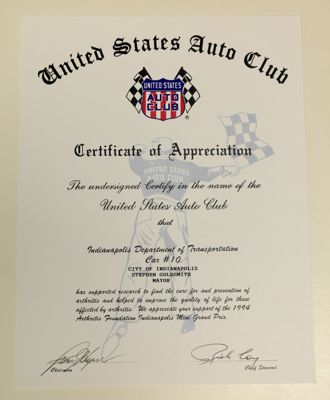 United States Auto Club
UNITED STATES
AUTO
CLUB
®
Certificate of Appreciation
UNITED STATES
AUTO CLUB
The undersigned Certify in the name of the
United States Auto Club
that
Indianapolis Department of Transportation
Car #10
CITY OF INDIANAPOLIS
STEPHEN GOLDSMITH
MAYOR
has supported research to find the cure for and prevention of
arthritis and helped to improve the quality of life for those
affected by arthritis. We appreciate your support of the 1994
Arthritis Foundation Indianapolis Mini Grand Prix.
Chairman
Chief Steward